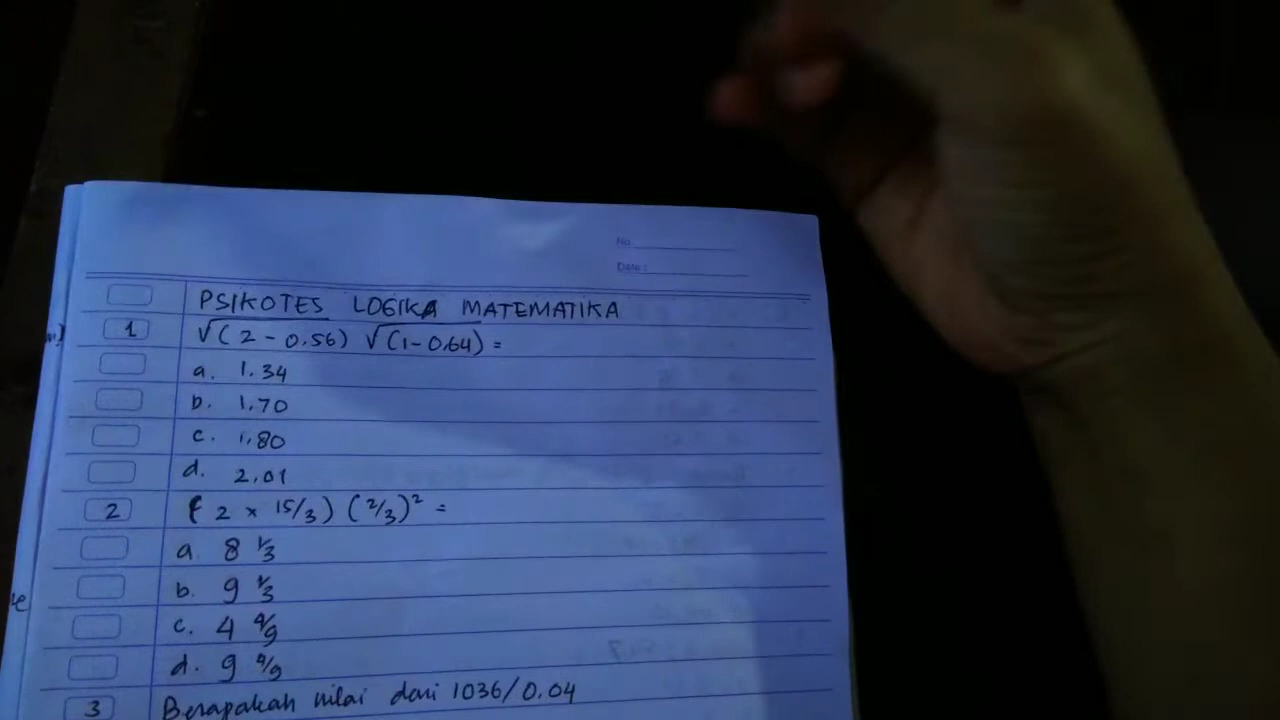 No.
Date:
PSIKOTES LOGIKA MATEMATIKA
1 √(2-0.56) √(1-0.64) =
a. 1.34
b. 1.70
c. 1.80
d. 2.01
2 (2 × 15/3) (2/3)² =
a. 8 1/3
b. 9 1/3
c. 4 4/9
d. 9 4/9
3 Berapakah nilai dari 1036/0.04